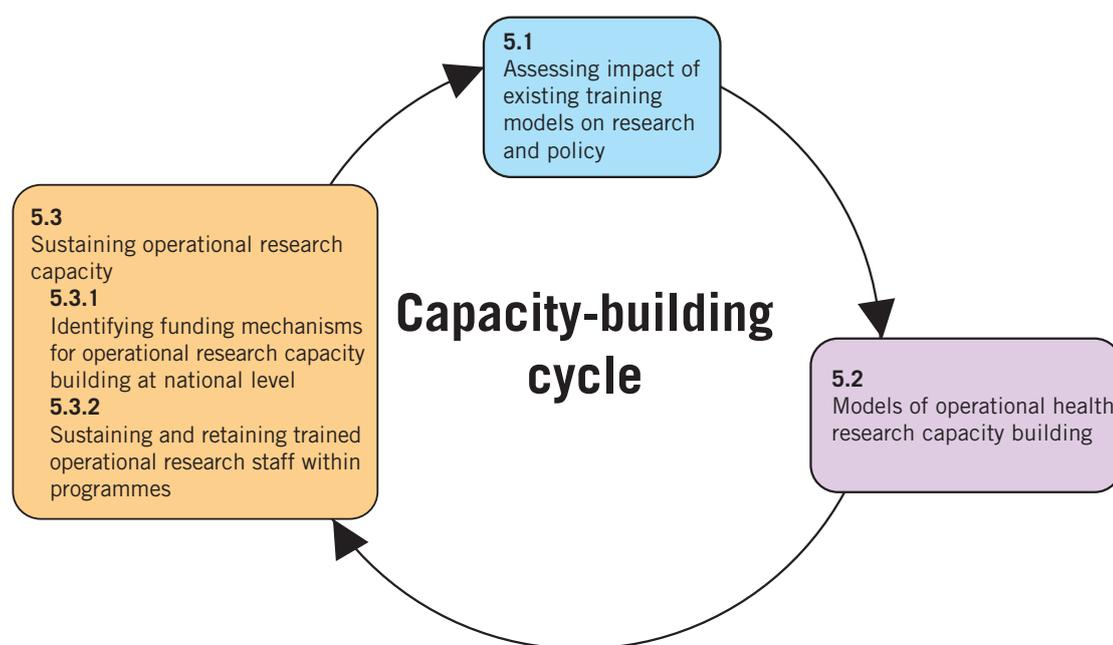 5.1
Assessing impact of
existing training
models on research
and policy
5.3
Sustaining operational research
capacity
5.3.1
Identifying funding mechanisms
for operational research capacity
building at national level
5.3.2
Sustaining and retaining trained
operational research staff within
programmes
Capacity-building
cycle
5.2
Models of operational health
research capacity building